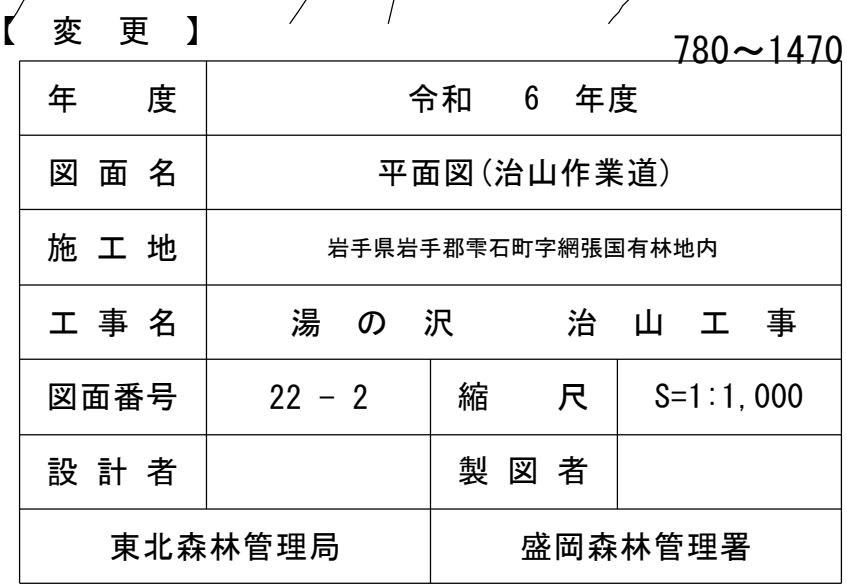 【 変 更 】
780～1470
年 度 令和 6 年度
図面名 平面図(治山作業道)
施工地 岩手県岩手郡雫石町字網張国有林地内
工事名 湯の沢 治山工事
図面番号 22 - 2 縮 尺 S=1:1,000
設計者 製図者
東北森林管理局 盛岡森林管理署